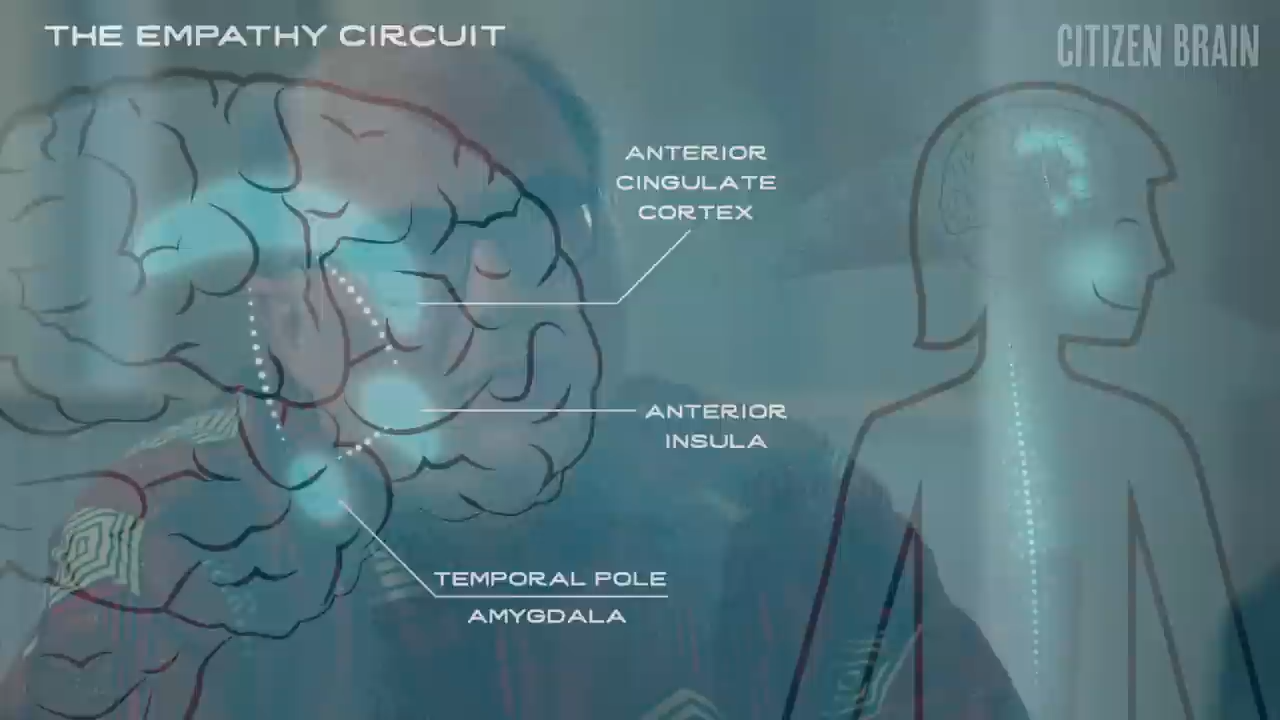 THE EMPATHY CIRCUIT
CITIZEN BRAIN
ANTERIOR
CINGULATE
CORTEX
ANTERIOR
INSULA
TEMPORAL POLE
AMYGDALA